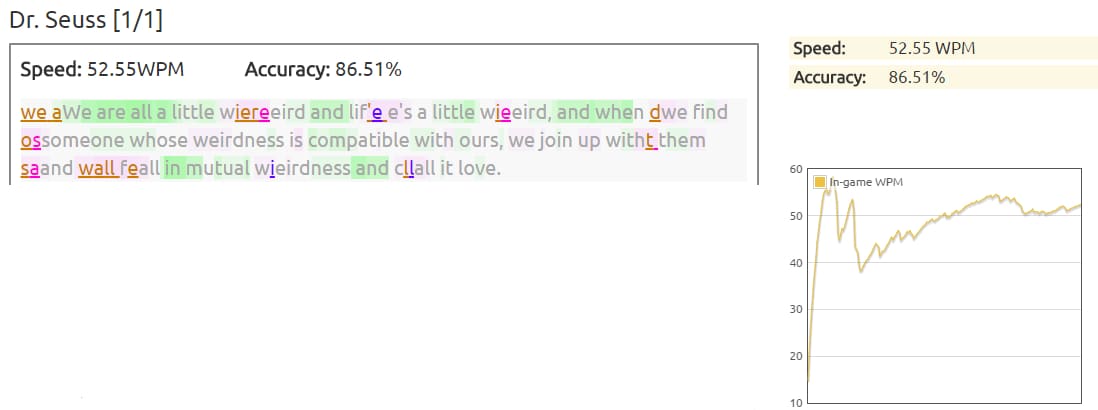 Dr. Seuss [1/1]
Speed: 52.55WPM Accuracy: 86.51%
we aWe are all a little wiereeird and lif'e e's a little wieeird, and when dwe find
ossomeone whose weirdness is compatible with ours, we join up witht them
saand wall feall in mutual wieirdness and cllall it love.
Speed: 52.55 WPM
Accuracy: 86.51%
In-game WPM
60
50
40
30
20
10